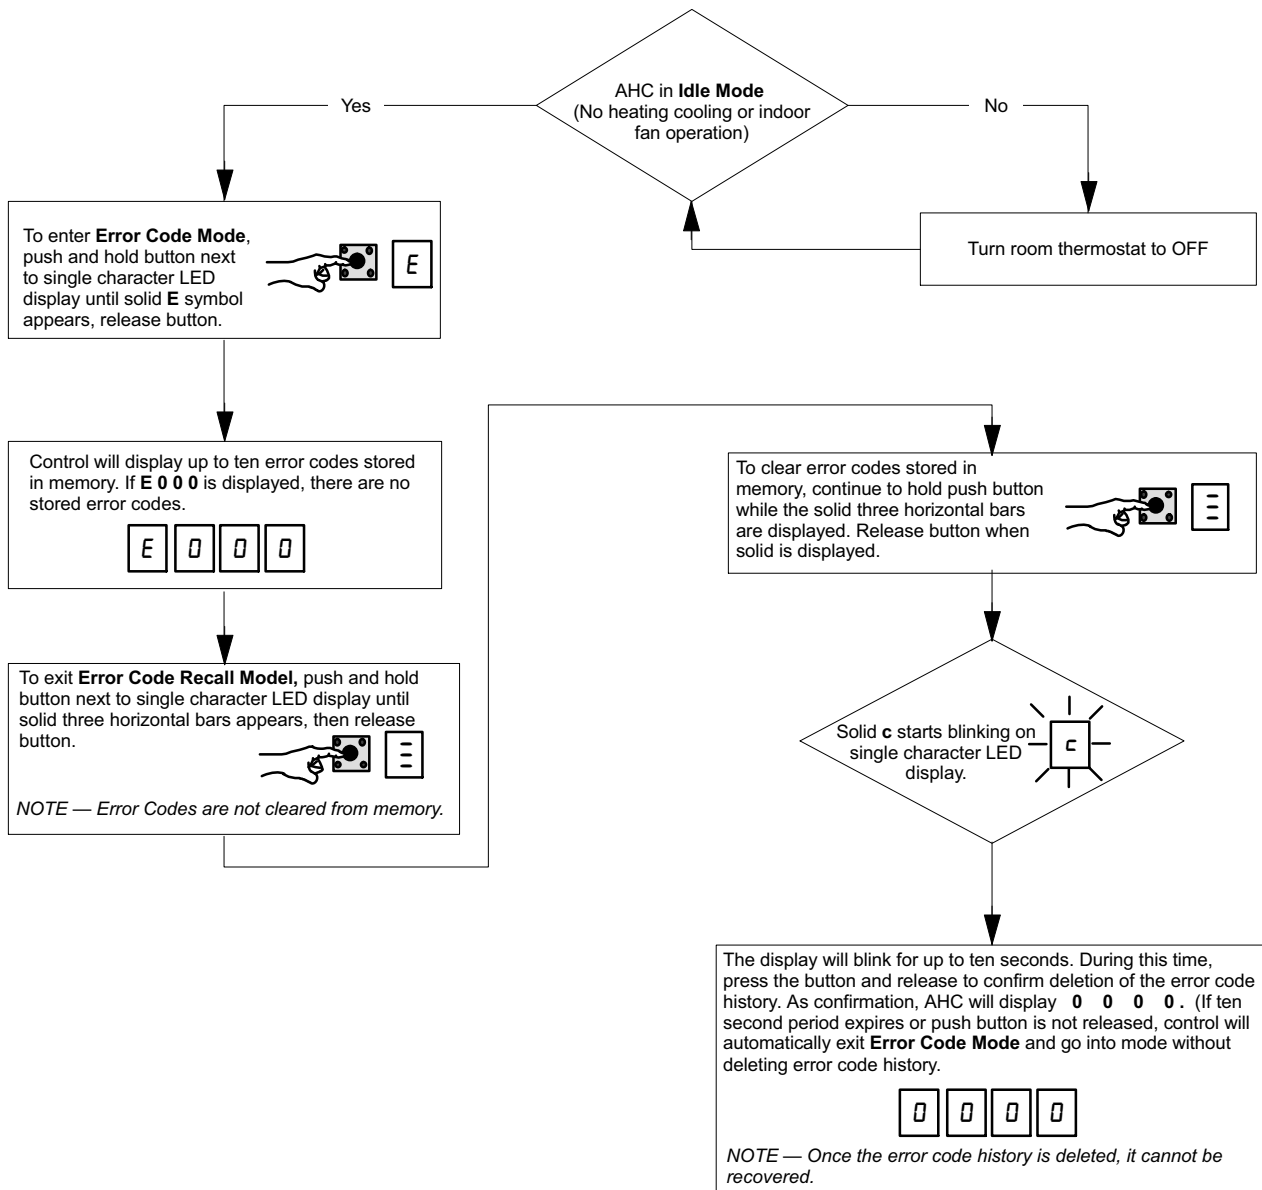 AHC in Idle Mode
(No heating cooling or indoor
fan operation)
Yes
No
To enter Error Code Mode,
push and hold button next
to single character LED
display until solid E symbol
appears, release button.
E
Turn room thermostat to OFF
Control will display up to ten error codes stored
in memory. If E 0 0 0 is displayed, there are no
stored error codes.
E 0 0 0
To exit Error Code Recall Model, push and hold
button next to single character LED display until
solid three horizontal bars appears, then release
button.
NOTE — Error Codes are not cleared from memory.
To clear error codes stored in
memory, continue to hold push button
while the solid three horizontal bars
are displayed. Release button when
solid is displayed.
Solid c starts blinking on
single character LED
display.
c
The display will blink for up to ten seconds. During this time,
press the button and release to confirm deletion of the error code
history. As confirmation, AHC will display 0 0 0 0 . (If ten
second period expires or push button is not released, control will
automatically exit Error Code Mode and go into mode without
deleting error code history.
0 0 0 0
NOTE — Once the error code history is deleted, it cannot be
recovered.